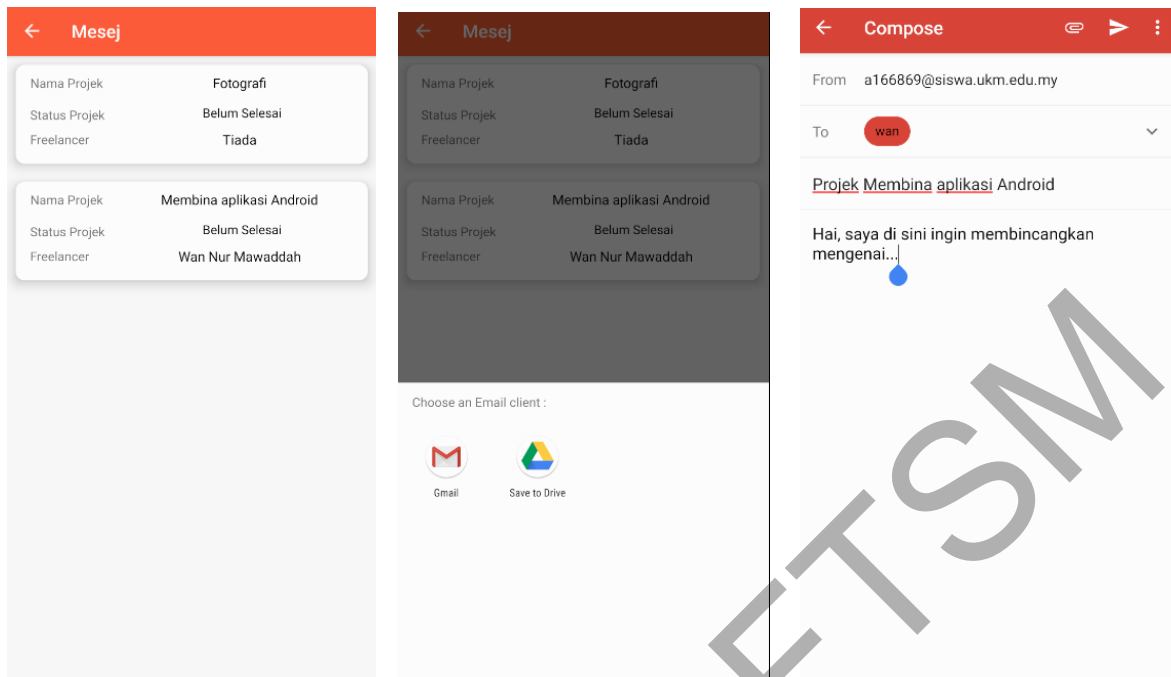 Mesej
Nama Projek Fotografi
Status Projek Belum Selesai
Freelancer Tiada
Nama Projek Membina aplikasi Android
Status Projek Belum Selesai
Freelancer Wan Nur Mawaddah
Mesej
Nama Projek Fotografi
Status Projek Belum Selesai
Freelancer Tiada
Nama Projek Membina aplikasi Android
Status Projek Belum Selesai
Freelancer Wan Nur Mawaddah
Choose an Email client :
Gmail Save to Drive
Compose
From a166869@siswa.ukm.edu.my
To wan
Projek Membina aplikasi Android
Hai, saya di sini ingin membincangkan
mengenai...
ETSM